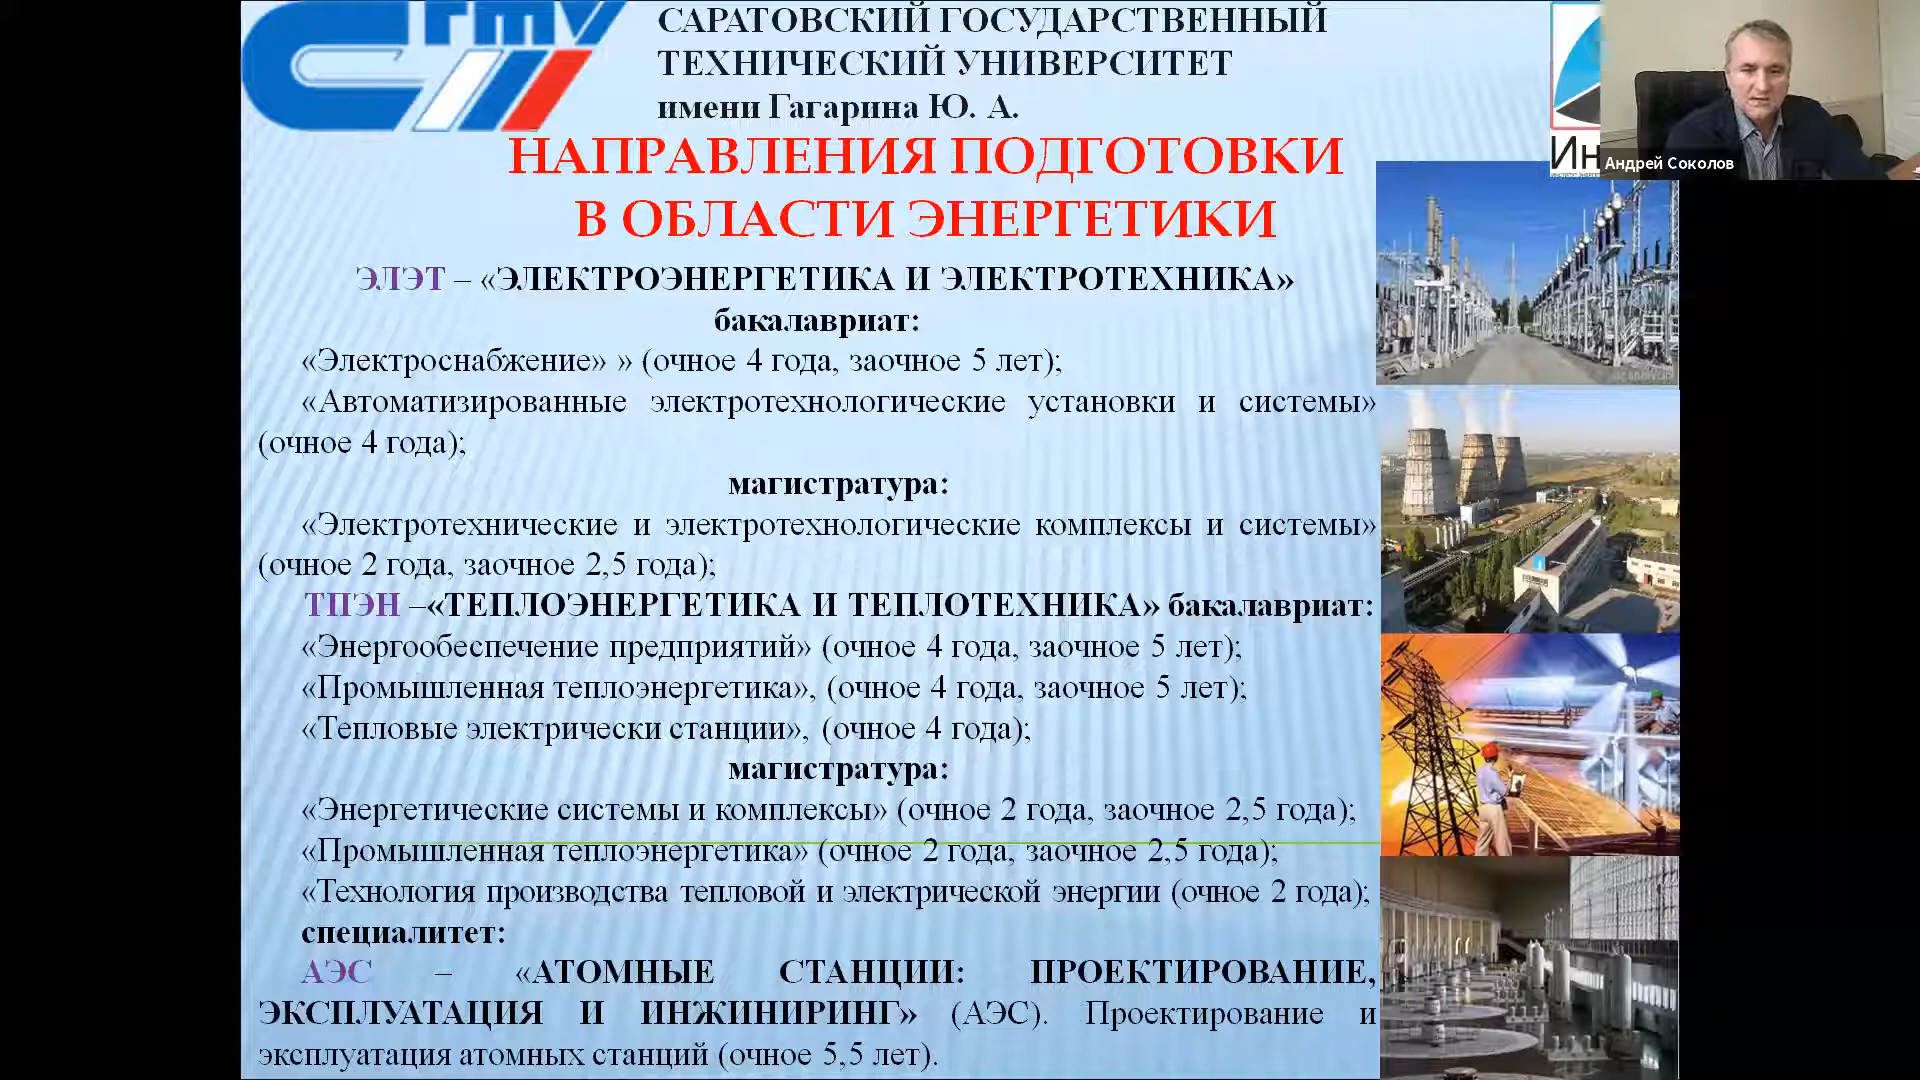 СГТУ
САРАТОВСКИЙ ГОСУДАРСТВЕННЫЙ
ТЕХНИЧЕСКИЙ УНИВЕРСИТЕТ
имени Гагарина Ю. А.
Ин
Андрей Соколов
НАПРАВЛЕНИЯ ПОДГОТОВКИ
В ОБЛАСТИ ЭНЕРГЕТИКИ
ЭЛЭТ – «ЭЛЕКТРОЭНЕРГЕТИКА И ЭЛЕКТРОТЕХНИКА»
бакалавриат:
«Электроснабжение» » (очное 4 года, заочное 5 лет);
«Автоматизированные электротехнологические установки и системы»
(очное 4 года);
магистратура:
«Электротехнические и электротехнологические комплексы и системы»
(очное 2 года, заочное 2,5 года);
ТПЭН –«ТЕПЛОЭНЕРГЕТИКА И ТЕПЛОТЕХНИКА» бакалавриат:
«Энергообеспечение предприятий» (очное 4 года, заочное 5 лет);
«Промышленная теплоэнергетика», (очное 4 года, заочное 5 лет);
«Тепловые электрически станции», (очное 4 года);
магистратура:
«Энергетические системы и комплексы» (очное 2 года, заочное 2,5 года);
«Промышленная теплоэнергетика» (очное 2 года, заочное 2,5 года);
«Технология производства тепловой и электрической энергии (очное 2 года);
специалитет:
АЭС – «АТОМНЫЕ СТАНЦИИ: ПРОЕКТИРОВАНИЕ,
ЭКСПЛУАТАЦИЯ И ИНЖИНИРИНГ» (АЭС). Проектирование и
эксплуатация атомных станций (очное 5,5 лет).